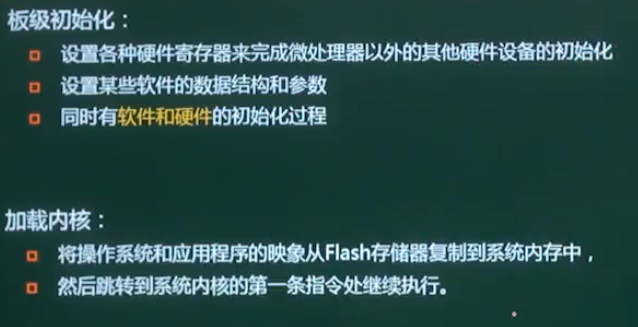 板级初始化：
设置各种硬件寄存器来完成微处理器以外的其他硬件设备的初始化
设置某些软件的数据结构和参数
同时有软件和硬件的初始化过程
加载内核：
将操作系统和应用程序的映象从Flash存储器复制到系统内存中，
然后跳转到系统内核的第一条指令处继续执行。